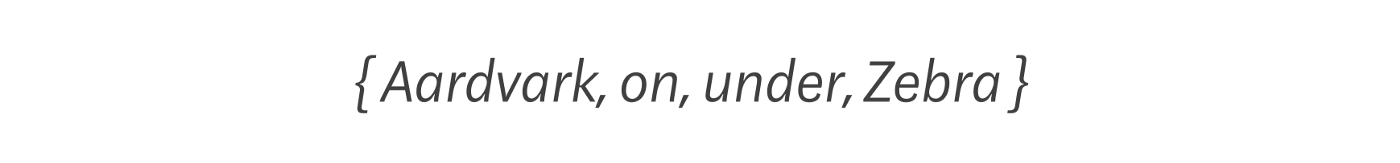 { Aardvark, on, under, Zebra }